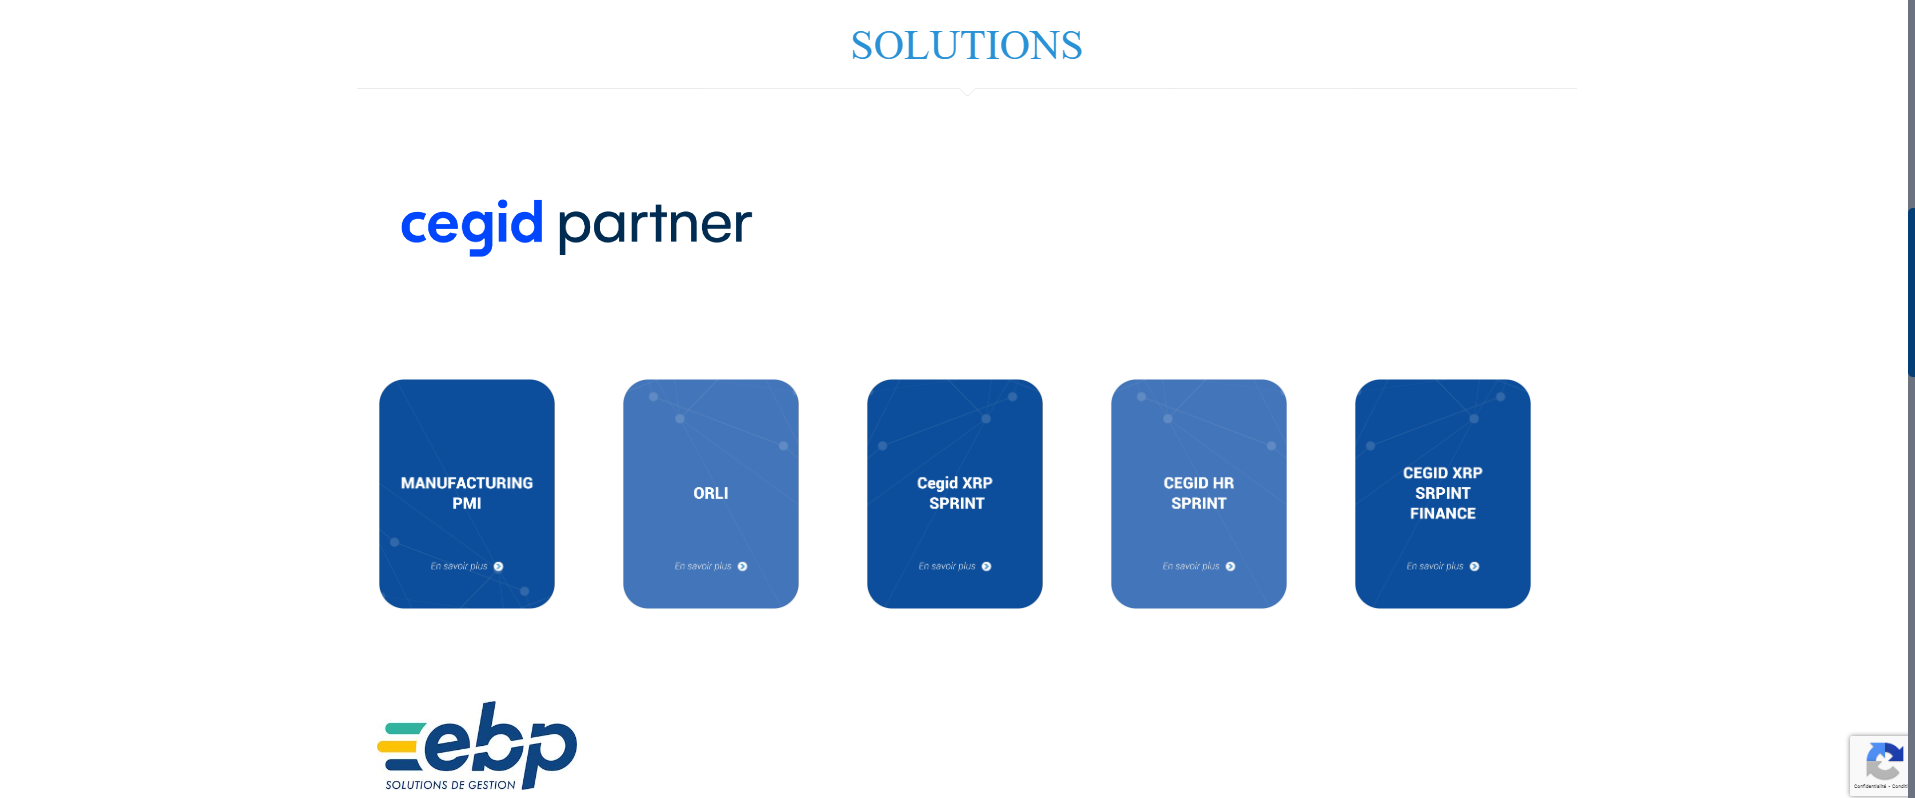 SOLUTIONS
cegid partner
MANUFACTURING
PMI
En savoir plus
ORLI
En savoir plus
Cegid XRP
SPRINT
En savoir plus
CEGID HR
SPRINT
En savoir plus
CEGID XRP
SRPINT
FINANCE
En savoir plus
ebp
SOLUTIONS DE GESTION
Confidentialité - Condi